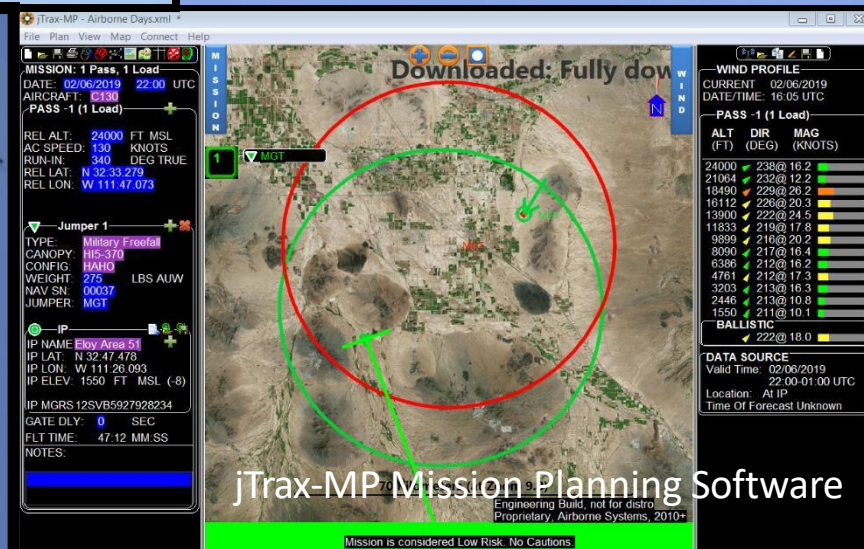 jTrax-MP - Airborne Days.xml *
File Plan View Map Connect Help
MISSION: 1 Pass, 1 Load
DATE: 02/06/2019 22:00 UTC
AIRCRAFT: C130
PASS -1 (1 Load)
REL ALT: 24000 FT MSL
AC SPEED: 130 KNOTS
RUN-IN: 340 DEG TRUE
REL LAT: N 32:33.279
REL LON: W 111:47.073
Jumper 1
TYPE: Military Freefall
CANOPY: HI5-370
CONFIG: HAHO
WEIGHT: 275 LBS AUW
NAV SN: 00037
JUMPER: MGT
IP
IP NAME Eloy Area 51
IP LAT: N 32:47.478
IP LON: W 111:26.093
IP ELEV: 1550 FT MSL (-8)
IP MGRS 12SVB5927928234
GATE DLY: 0 SEC
FLT TIME: 47:12 MM:SS
NOTES:
MISSION
WIND
Downloaded: Fully dow
N
1 MGT
jTrax-MP Mission Planning Software
Engineering Build, not for distro
Proprietary, Airborne Systems, 2010+
Mission is considered Low Risk. No Cautions.
WIND PROFILE
CURRENT 02/06/2019
DATE/TIME: 16:05 UTC
PASS -1 (1 Load)
ALT DIR MAG
(FT) (DEG) (KNOTS)
24000 238@ 16.2
21064 232@ 12.2
18490 229@ 26.2
16112 226@ 20.3
13900 222@ 24.5
11833 219@ 17.8
9899 216@ 20.2
8090 217@ 16.4
6386 212@ 16.2
4761 212@ 17.3
3203 213@ 16.3
2446 213@ 10.8
1550 211@ 10.1
BALLISTIC
222@ 18.0
DATA SOURCE
Valid Time: 02/06/2019
22:00-01:00 UTC
Location: At IP
Time Of Forecast Unknown